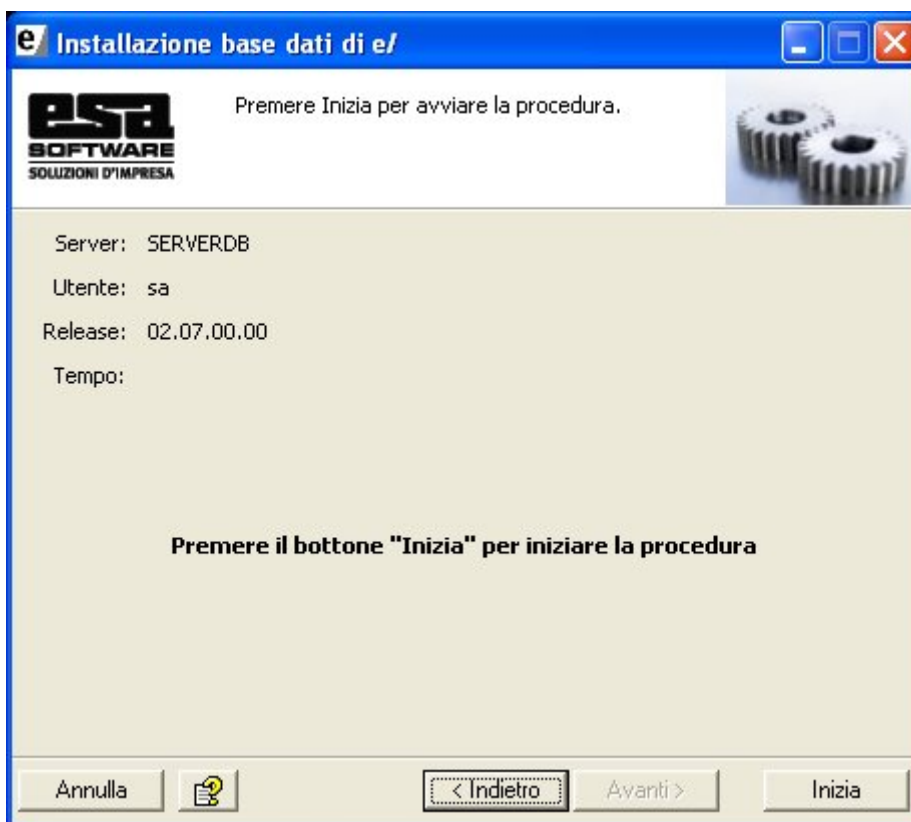 e/ Installazione base dati di e/
esa
SOFTWARE
SOLUZIONI D'IMPRESA
Premere Inizia per avviare la procedura.
Server: SERVERDB
Utente: sa
Release: 02.07.00.00
Tempo:
Premere il bottone "Inizia" per iniziare la procedura
Annulla
< Indietro
Avanti >
Inizia